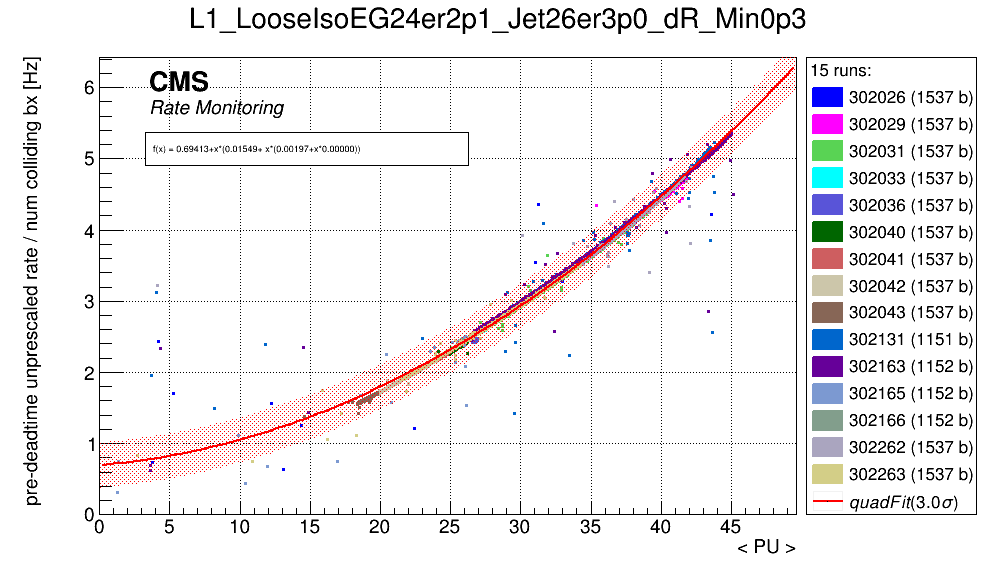 L1_LooseIsoEG24er2p1_Jet26er3p0_dR_Min0p3
pre-deadtime unprescaled rate / num colliding bx [Hz]
CMS
Rate Monitoring
f(x) = 0.69413+x*(0.01549+ x*(0.00197+x*0.00000))
6
5
4
3
2
1
0
0 5 10 15 20 25 30 35 40 45
< PU >
15 runs:
302026 (1537 b)
302029 (1537 b)
302031 (1537 b)
302033 (1537 b)
302036 (1537 b)
302040 (1537 b)
302041 (1537 b)
302042 (1537 b)
302043 (1537 b)
302131 (1151 b)
302163 (1152 b)
302165 (1152 b)
302166 (1152 b)
302262 (1537 b)
302263 (1537 b)
quadFit(3.0σ)